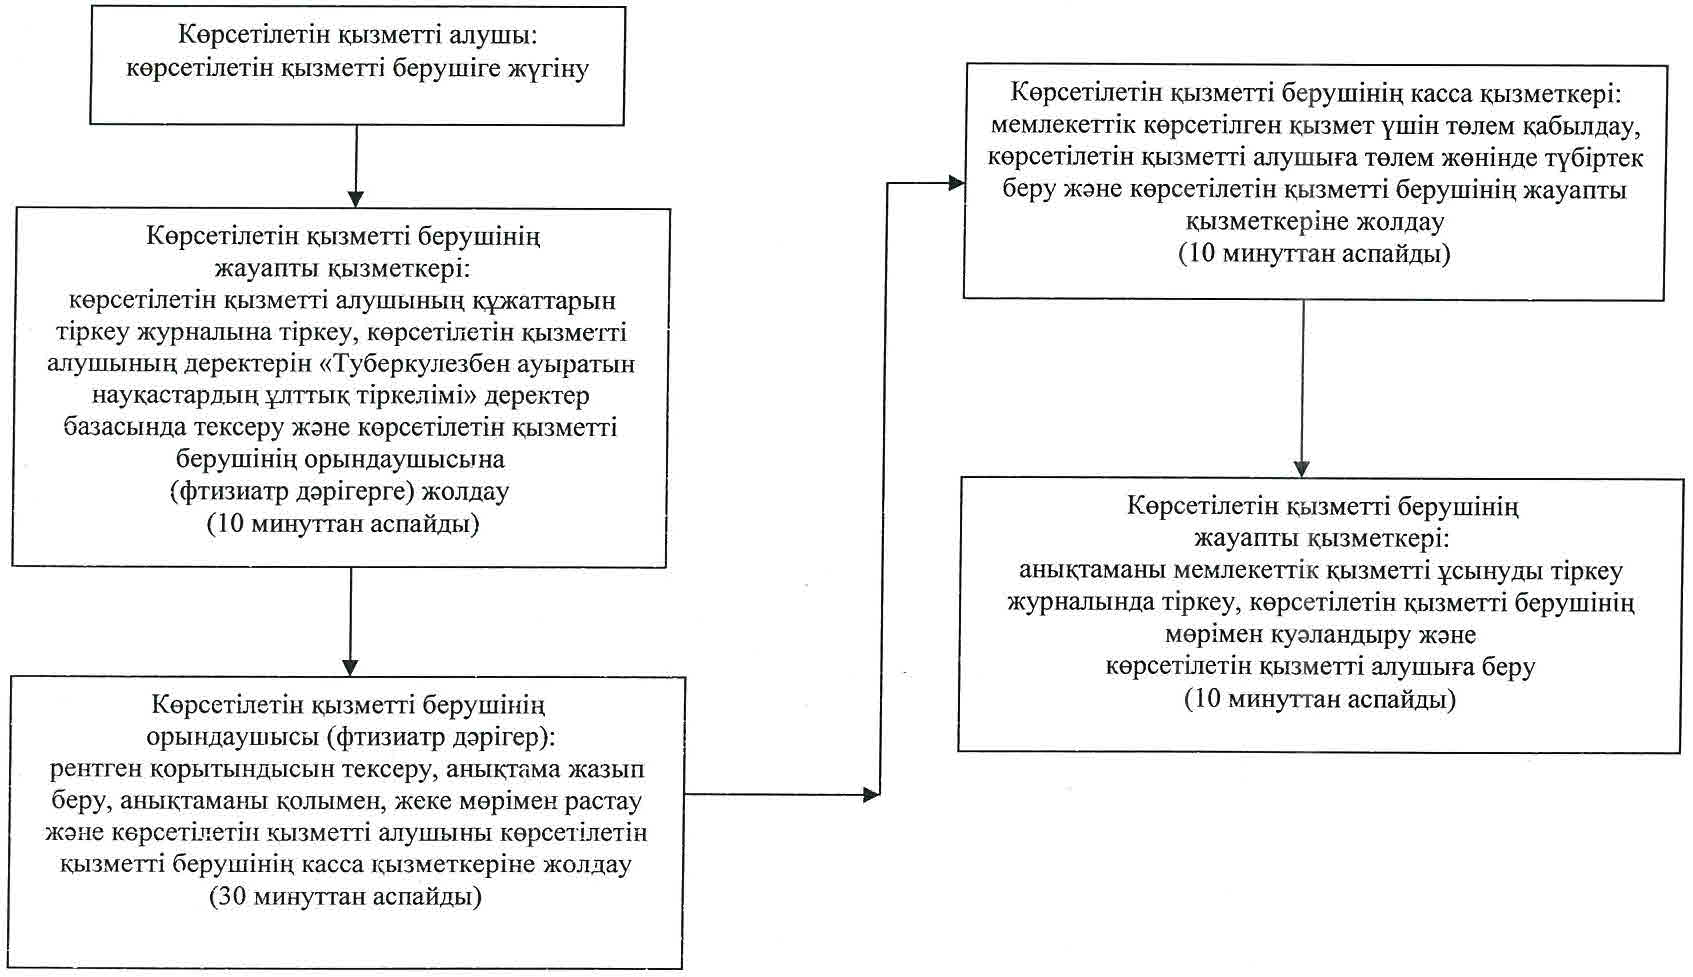 Көрсетілетін қызметті алушы:
көрсетілетін қызметті берушіге жүгіну
Көрсетілетін қызметті берушінің
жауапты қызметкері:
көрсетілетін қызметті алушының құжаттарын
тіркеу журналына тіркеу, көрсетілетін қызметті
алушының деректерін «Туберкулезбен ауыратын
науқастардың ұлттық тіркелімі» деректер
базасында тексеру және көрсетілетін қызметті
берушінің орындаушысына
(фтизиатр дәрігерге) жолдау
(10 минуттан аспайды)
Көрсетілетін қызметті берушінің
орындаушысы (фтизиатр дәрігер):
рентген қорытындысын тексеру, анықтама жазып
беру, анықтаманы қолымен, жеке мөрімен растау
және көрсетілетін қызметті алушыны көрсетілетін
қызметті берушінің касса қызметкеріне жолдау
(30 минуттан аспайды)
Көрсетілетін қызметті берушінің касса қызметкері:
мемлекеттік көрсетілген қызмет үшін төлем қабылдау,
көрсетілетін қызметті алушыға төлем жөнінде түбіртек
беру және көрсетілетін қызметті берушінің жауапты
қызметкеріне жолдау
(10 минуттан аспайды)
Көрсетілетін қызметті берушінің
жауапты қызметкері:
анықтаманы мемлекеттік қызметті ұсынуды тіркеу
журналында тіркеу, көрсетілетін қызметті берушінің
мөрімен куәландыру және
көрсетілетін қызметті алушыға беру
(10 минуттан аспайды)